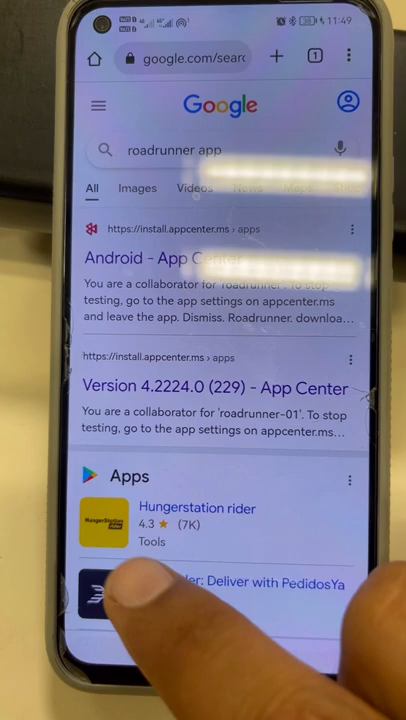 11:49
google.com/searc
1
Google
roadrunner app
All Images Videos News Maps
https://install.appcenter.ms › apps
Android - App Center
You are a collaborator for 'roadrunner'. To stop
testing, go to the app settings on appcenter.ms
and leave the app. Dismiss. Roadrunner. downloa...
https://install.appcenter.ms › apps
Version 4.2224.0 (229) - App Center
You are a collaborator for 'roadrunner-01'. To stop
testing, go to the app settings on appcenter.ms...
Apps
HungerStation
rider
Hungerstation rider
4.3 ★ (7K)
Tools
Deliver with PedidosYa